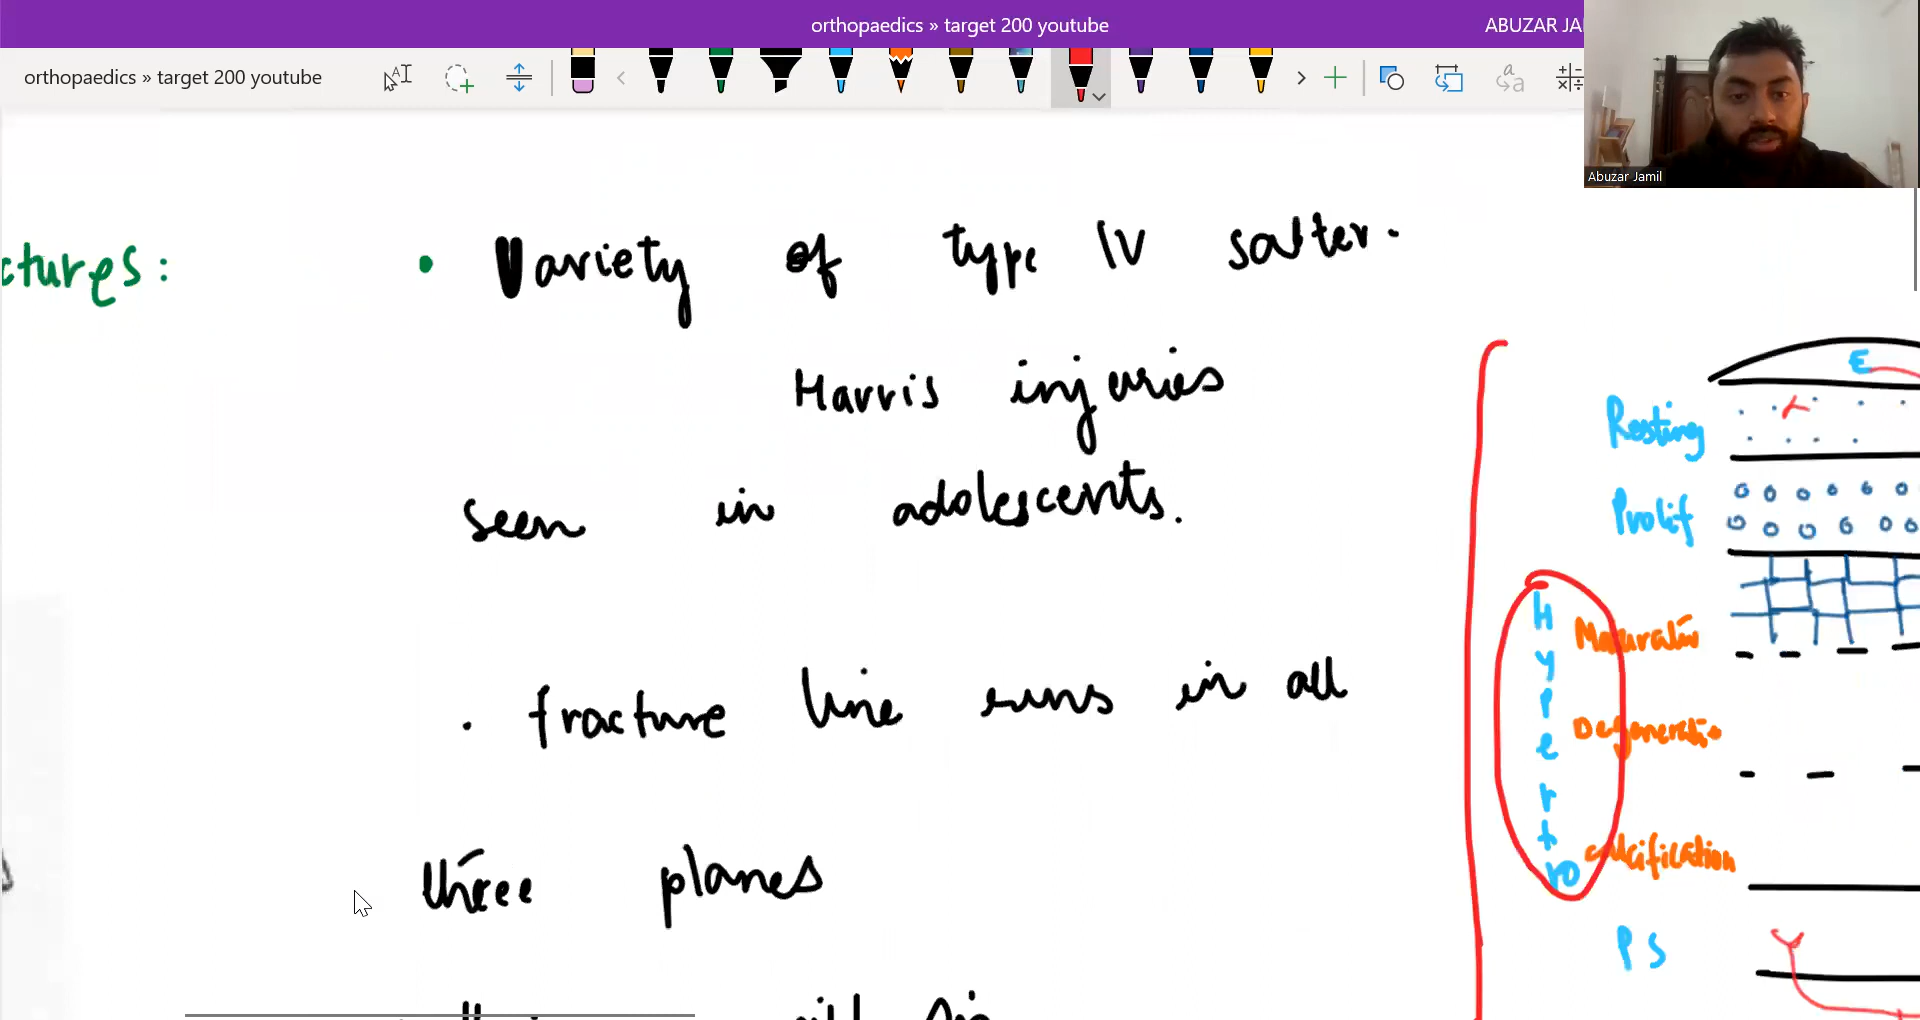 orthopaedics » target 200 youtube
ABUZAR JA
orthopaedics » target 200 youtube
Abuzar Jamil
ctures:
• Variety of type IV salter.
Harris injuries
seen in adolescents.
• fracture line runs in all
three planes
E
Resting
Prolif
Hypertro
Maturation
Degeneration
calcification
PS